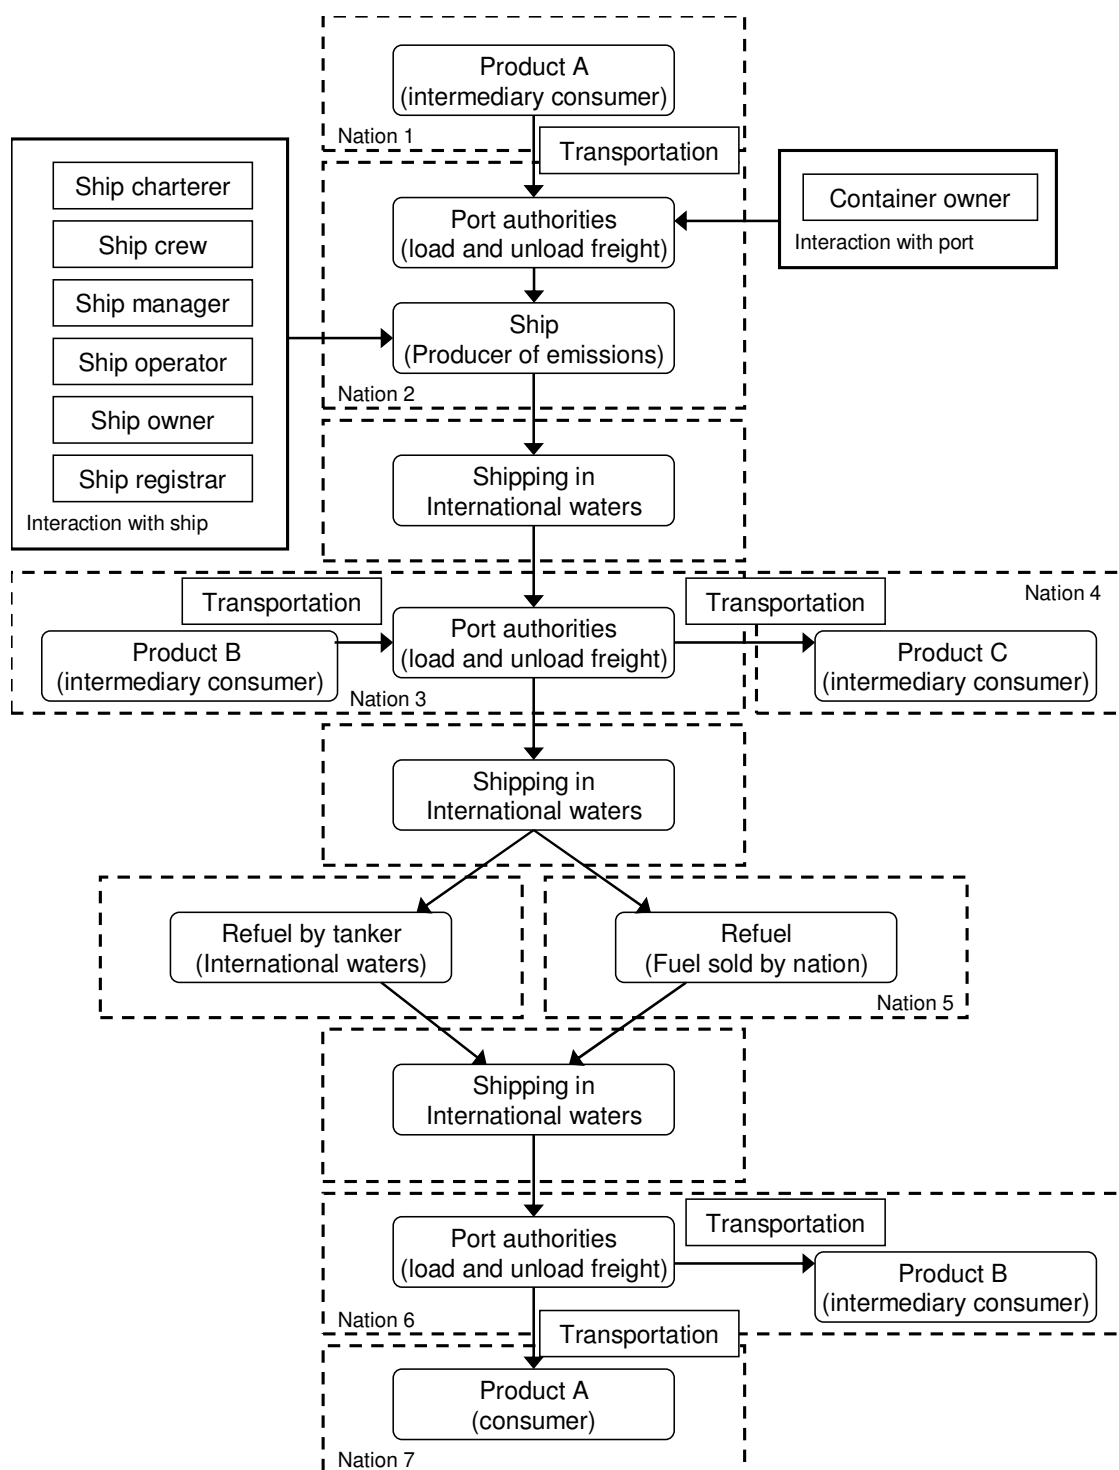 Product A
(intermediary consumer)
Nation 1
Transportation
Ship charterer
Ship crew
Ship manager
Ship operator
Ship owner
Ship registrar
Interaction with ship
Container owner
Interaction with port
Port authorities
(load and unload freight)
Ship
(Producer of emissions)
Nation 2
Shipping in
International waters
Transportation
Product B
(intermediary consumer)
Port authorities
(load and unload freight)
Nation 3
Transportation
Nation 4
Product C
(intermediary consumer)
Shipping in
International waters
Refuel by tanker
(International waters)
Refuel
(Fuel sold by nation)
Nation 5
Shipping in
International waters
Port authorities
(load and unload freight)
Transportation
Product B
(intermediary consumer)
Nation 6
Transportation
Product A
(consumer)
Nation 7